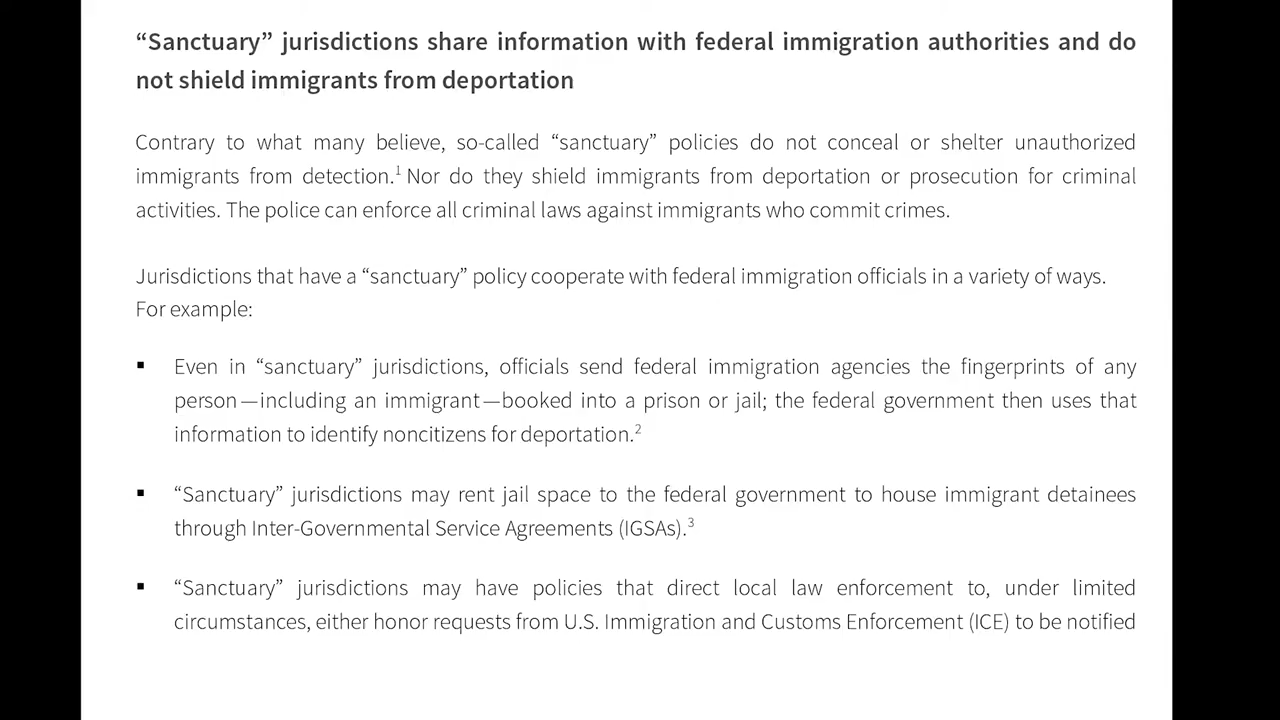 “Sanctuary” jurisdictions share information with federal immigration authorities and do
not shield immigrants from deportation
Contrary to what many believe, so-called “sanctuary” policies do not conceal or shelter unauthorized
immigrants from detection.1 Nor do they shield immigrants from deportation or prosecution for criminal
activities. The police can enforce all criminal laws against immigrants who commit crimes.
Jurisdictions that have a “sanctuary” policy cooperate with federal immigration officials in a variety of ways.
For example:
▪ Even in “sanctuary” jurisdictions, officials send federal immigration agencies the fingerprints of any
person—including an immigrant—booked into a prison or jail; the federal government then uses that
information to identify noncitizens for deportation.2
▪ “Sanctuary” jurisdictions may rent jail space to the federal government to house immigrant detainees
through Inter-Governmental Service Agreements (IGSAs).3
▪ “Sanctuary” jurisdictions may have policies that direct local law enforcement to, under limited
circumstances, either honor requests from U.S. Immigration and Customs Enforcement (ICE) to be notified